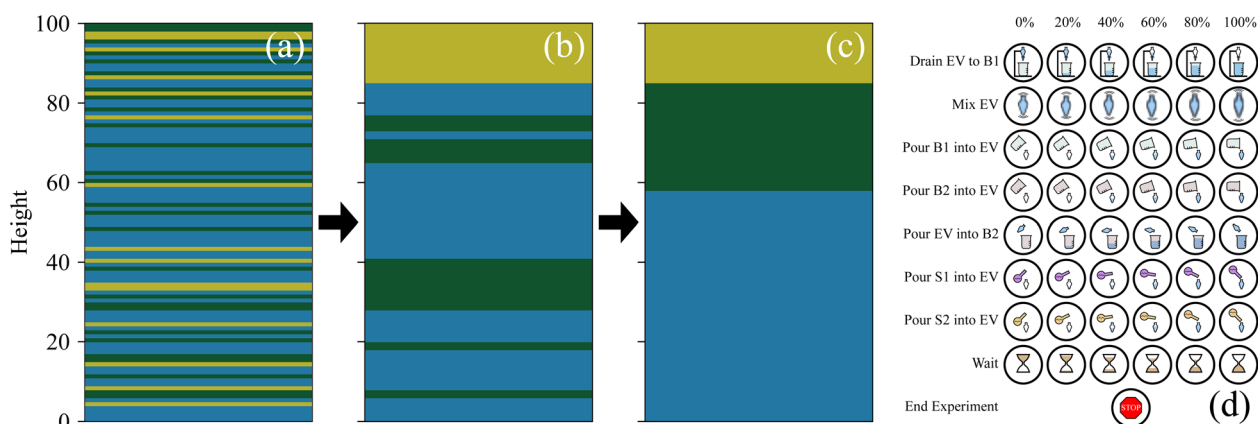 100
80
60
40
20
0
Height
(a)
(b)
(c)
0% 20% 40% 60% 80% 100%
Drain EV to B1
Mix EV
Pour B1 into EV
Pour B2 into EV
Pour EV into B2
Pour S1 into EV
Pour S2 into EV
Wait
End Experiment
STOP
(d)